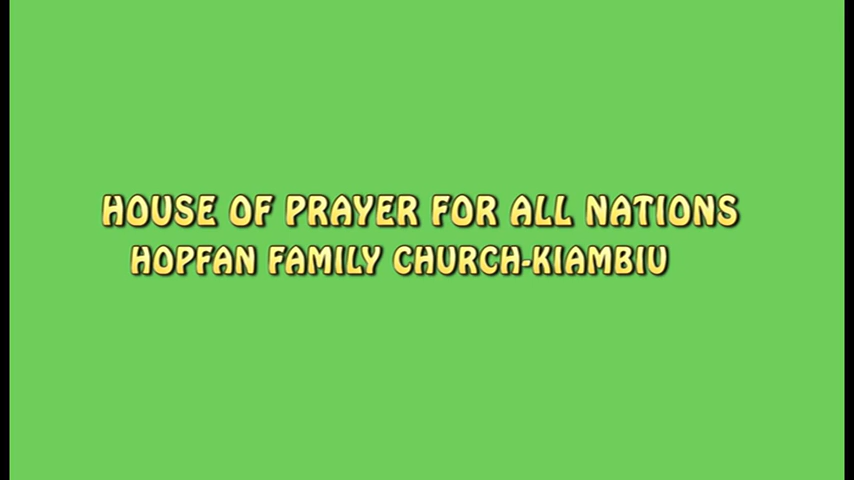 HOUSE OF PRAYER FOR ALL NATIONS
HOPFAN FAMILY CHURCH-KIAMBIU